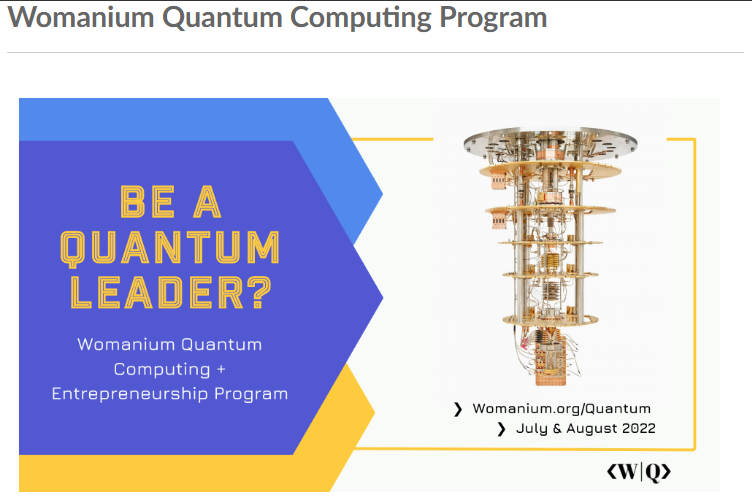 Womanium Quantum Computing Program
BE A
QUANTUM
LEADER?
Womanium Quantum
Computing +
Entrepreneurship Program
❯ Womanium.org/Quantum
❯ July & August 2022
<W|Q>